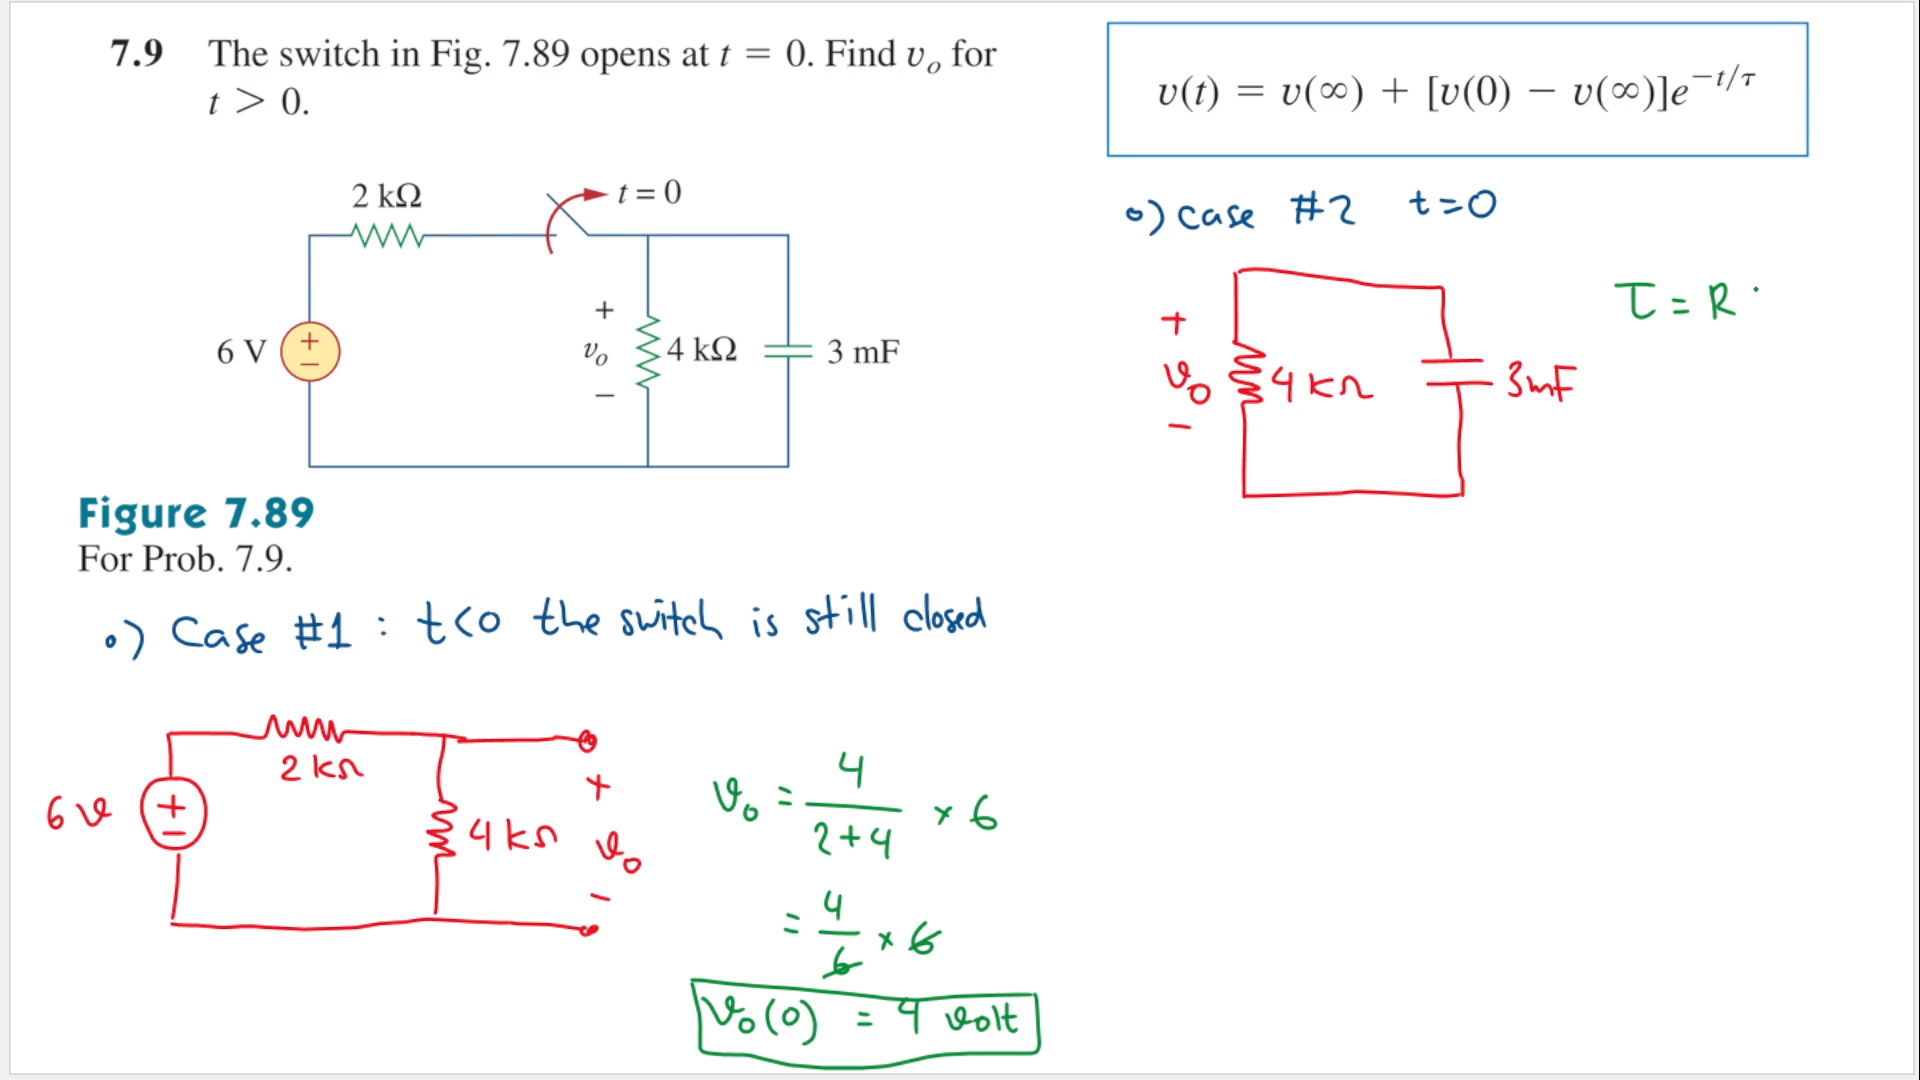 7.9 The switch in Fig. 7.89 opens at t = 0. Find v_o for
t > 0.
2 kΩ
t = 0
6 V
+
−
+
v_o
−
4 kΩ
3 mF
Figure 7.89
For Prob. 7.9.
•) Case #1 : t<0 the switch is still closed
6 v
+
−
2 kΩ
4 kΩ
+
v_o
−
v_o = 4/(2+4) × 6
= 4/6 × 6
v_o(0) = 4 volt
v(t) = v(∞) + [v(0) − v(∞)]e^{−t/τ}
•) Case #2 t=0
+
v_o
−
4 kΩ
3mF
τ = R ·